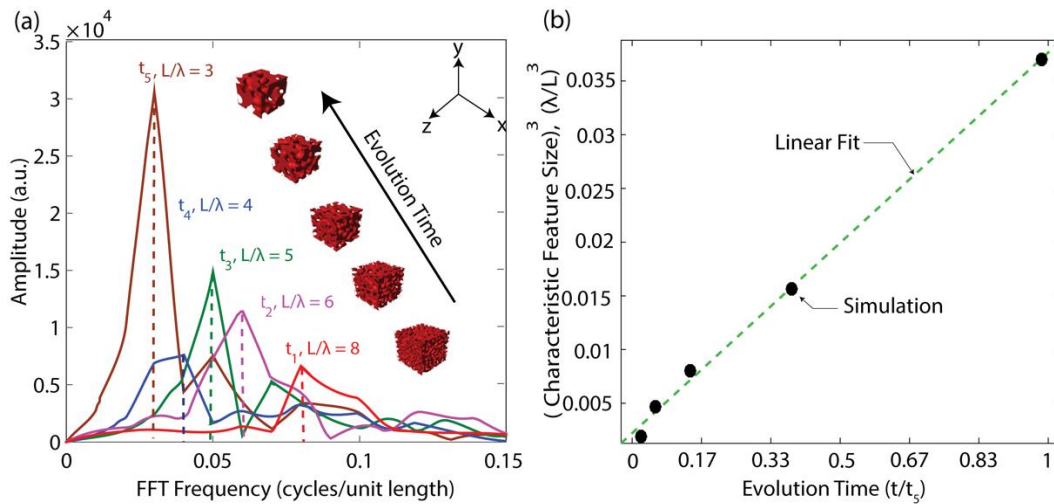 (a)
3.5 x 10^4
3
2.5
2
1.5
1
0.5
0
0
0.05
0.1
0.15
Amplitude (a.u.)
FFT Frequency (cycles/unit length)
t₅, L/λ = 3
t₄, L/λ = 4
t₃, L/λ = 5
t₂, L/λ = 6
t₁, L/λ = 8
Evolution Time
y
z
x
(b)
(Characteristic Feature Size)³, (λ/L)³
0.035
0.03
0.025
0.02
0.015
0.01
0.005
0
0.17
0.33
0.5
0.67
0.83
1
Evolution Time (t/t₅)
Linear Fit
Simulation